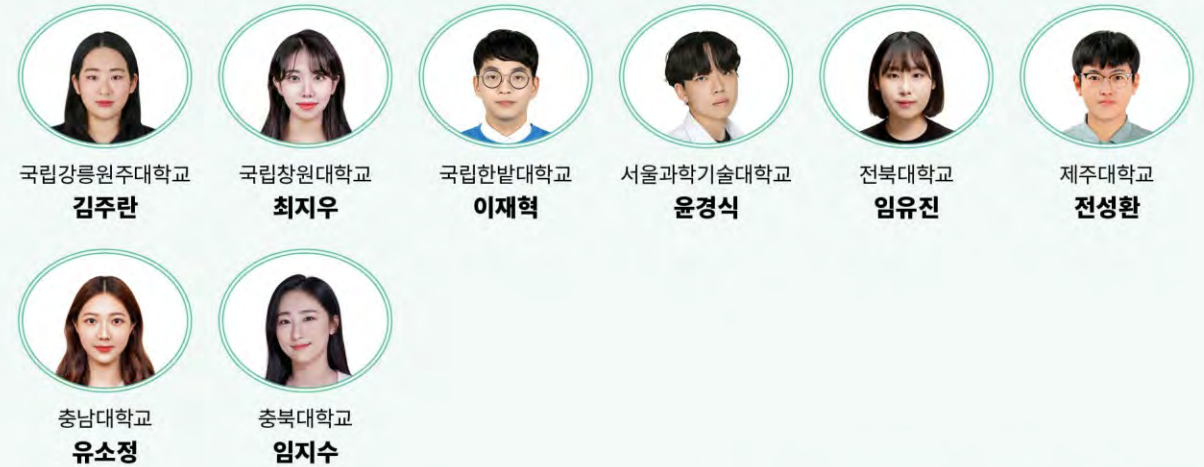 국립강릉원주대학교
김주란
국립창원대학교
최지우
국립한밭대학교
이재혁
서울과학기술대학교
윤경식
전북대학교
임유진
제주대학교
전성환
충남대학교
유소정
충북대학교
임지수